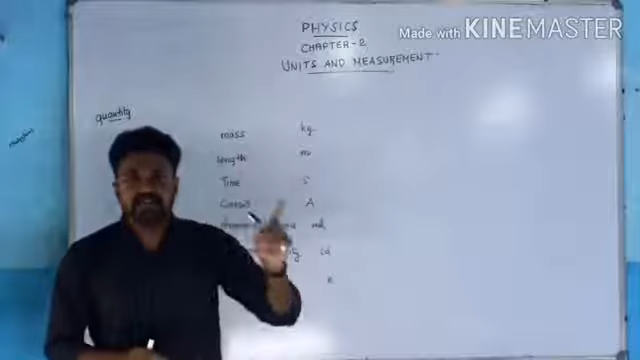 Made with KINEMASTER
PHYSICS
CHAPTER-2
UNITS AND MEASUREMENT
quantity
mass kg
length m
Time s
Current A
mol
cd
K